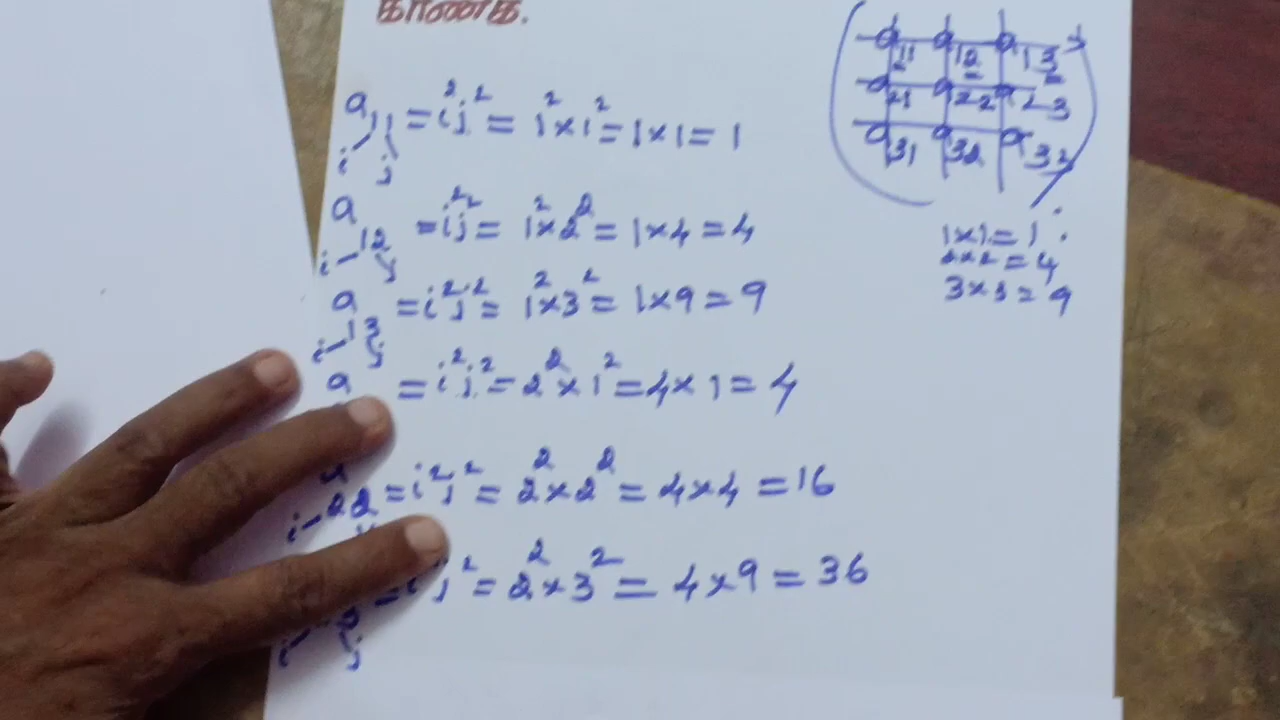 காண்க.
a₁₁ = i²j² = 1²×1² = 1×1 = 1
i j
a₁₂ = i²j² = 1²×2² = 1×4 = 4
i j
a₁₃ = i²j² = 1²×3² = 1×9 = 9
i j
a = i²j² = 2²×1² = 4×1 = 4
₂₂ = i²j² = 2²×2² = 4×4 = 16
i
= i j² = 2²×3² = 4×9 = 36
i j
a₁₁ a₁₂ a₁₃
a₂₁ a₂₂ a₂₃
a₃₁ a₃₂ a₃₃
1×1 = 1
2×2 = 4
3×3 = 9